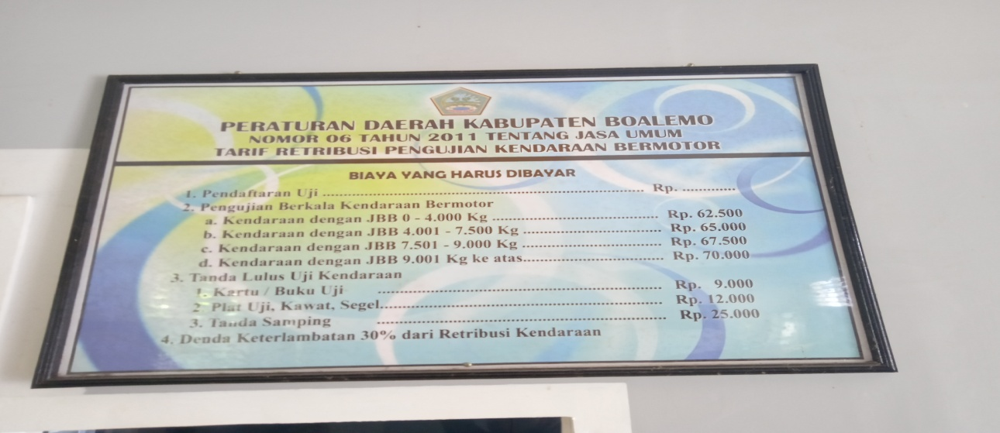 PERATURAN DAERAH KABUPATEN BOALEMO
NOMOR 06 TAHUN 2011 TENTANG JASA UMUM
TARIF RETRIBUSI PENGUJIAN KENDARAAN BERMOTOR
BIAYA YANG HARUS DIBAYAR
1. Pendaftaran Uji ........................................ Rp. .............
2. Pengujian Berkala Kendaraan Bermotor
a. Kendaraan dengan JBB 0 - 4.000 Kg ........................................ Rp. 62.500
b. Kendaraan dengan JBB 4.001 - 7.500 Kg ................................. Rp. 65.000
c. Kendaraan dengan JBB 7.501 - 9.000 Kg ................................. Rp. 67.500
d. Kendaraan dengan JBB 9.001 Kg ke atas................................. Rp. 70.000
3. Tanda Lulus Uji Kendaraan
1. Kartu / Buku Uji ........................................ Rp. 9.000
2. Plat Uji, Kawat, Segel........................................ Rp. 12.000
3. Tanda Samping ........................................ Rp. 25.000
4. Denda Keterlambatan 30% dari Retribusi Kendaraan